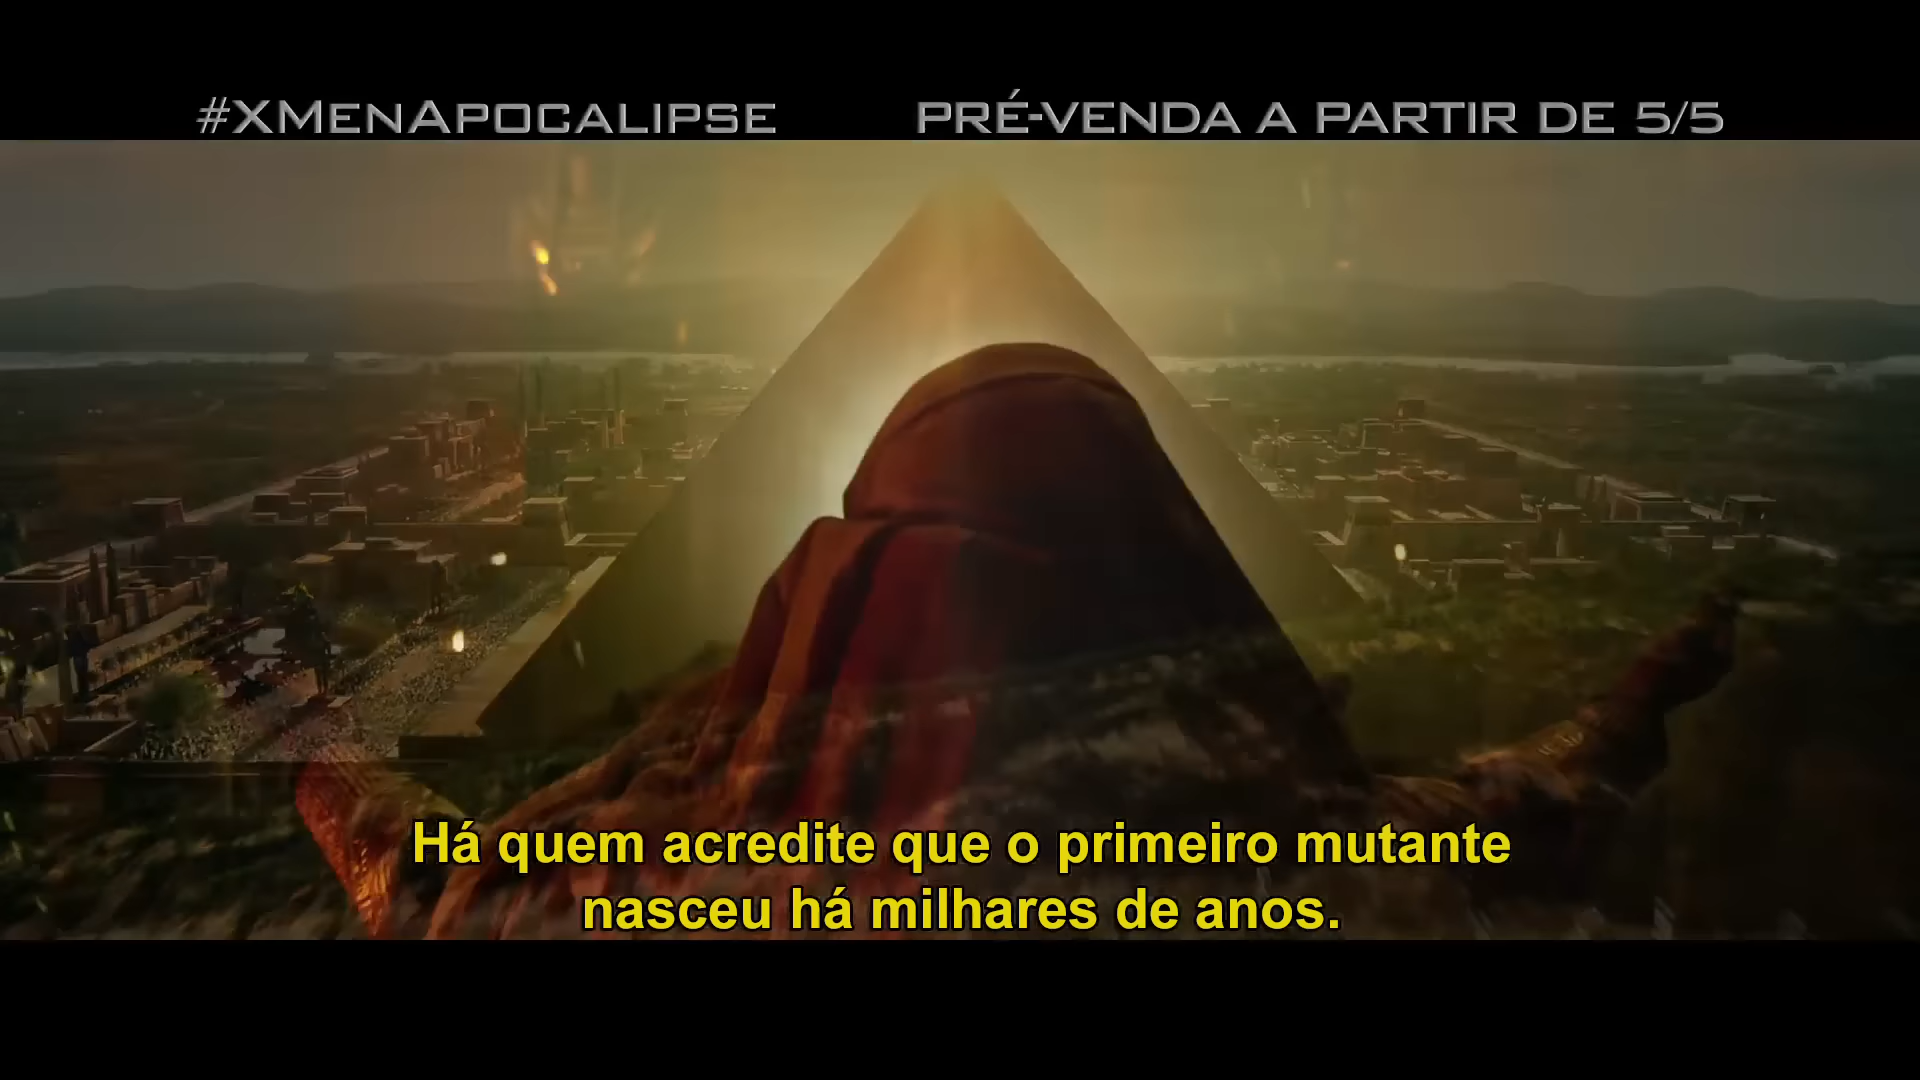 #XMenApocalipse
PRÉ-VENDA A PARTIR DE 5/5
Há quem acredite que o primeiro mutante
nasceu há milhares de anos.